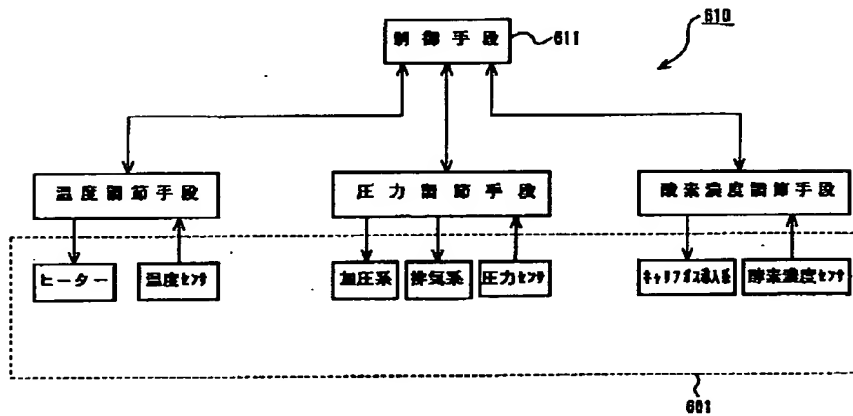 610
制御手段
611
温度調節手段
圧力調節手段
酸素濃度調節手段
ヒーター
温度センサ
加圧系
排気系
圧力センサ
キャリアガス導入系
酸素濃度センサ
601